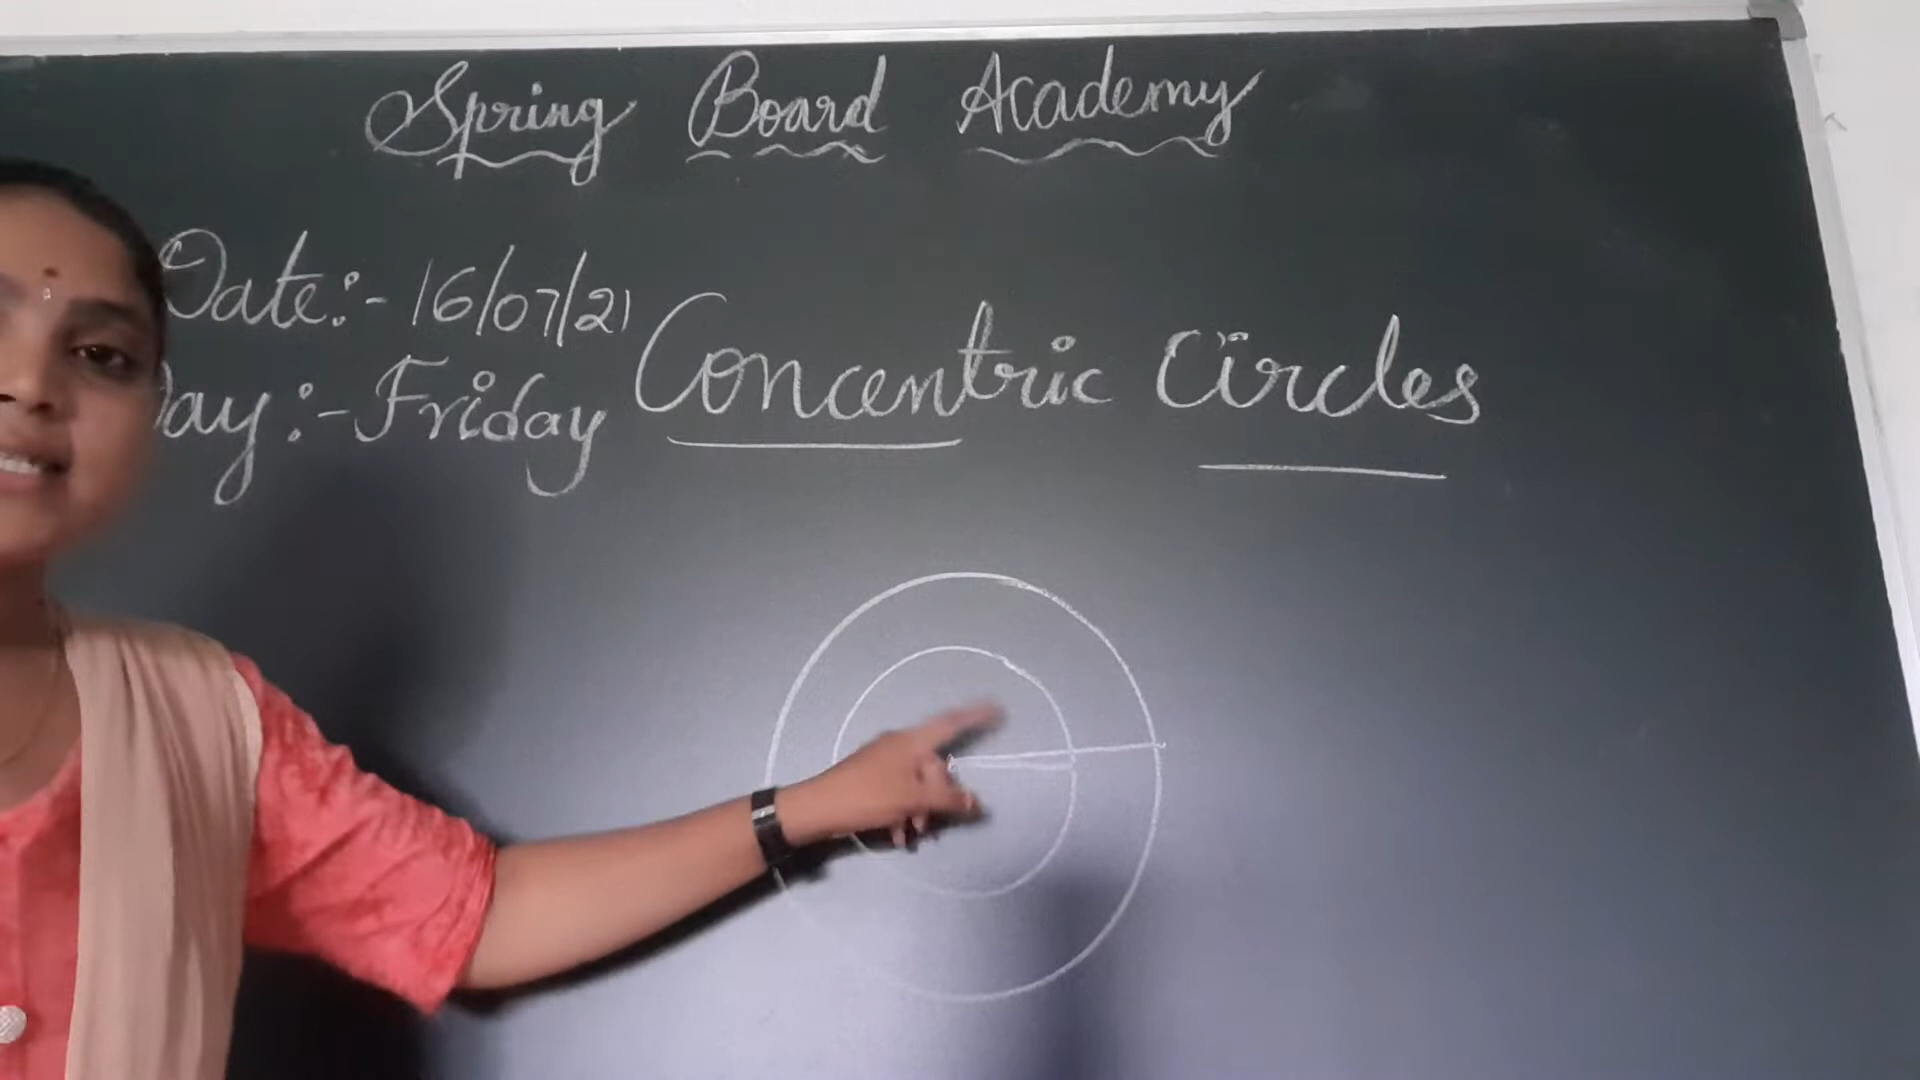 Spring Board Academy
Date:- 16/07/21
Concentric Circles
Day:- Friday